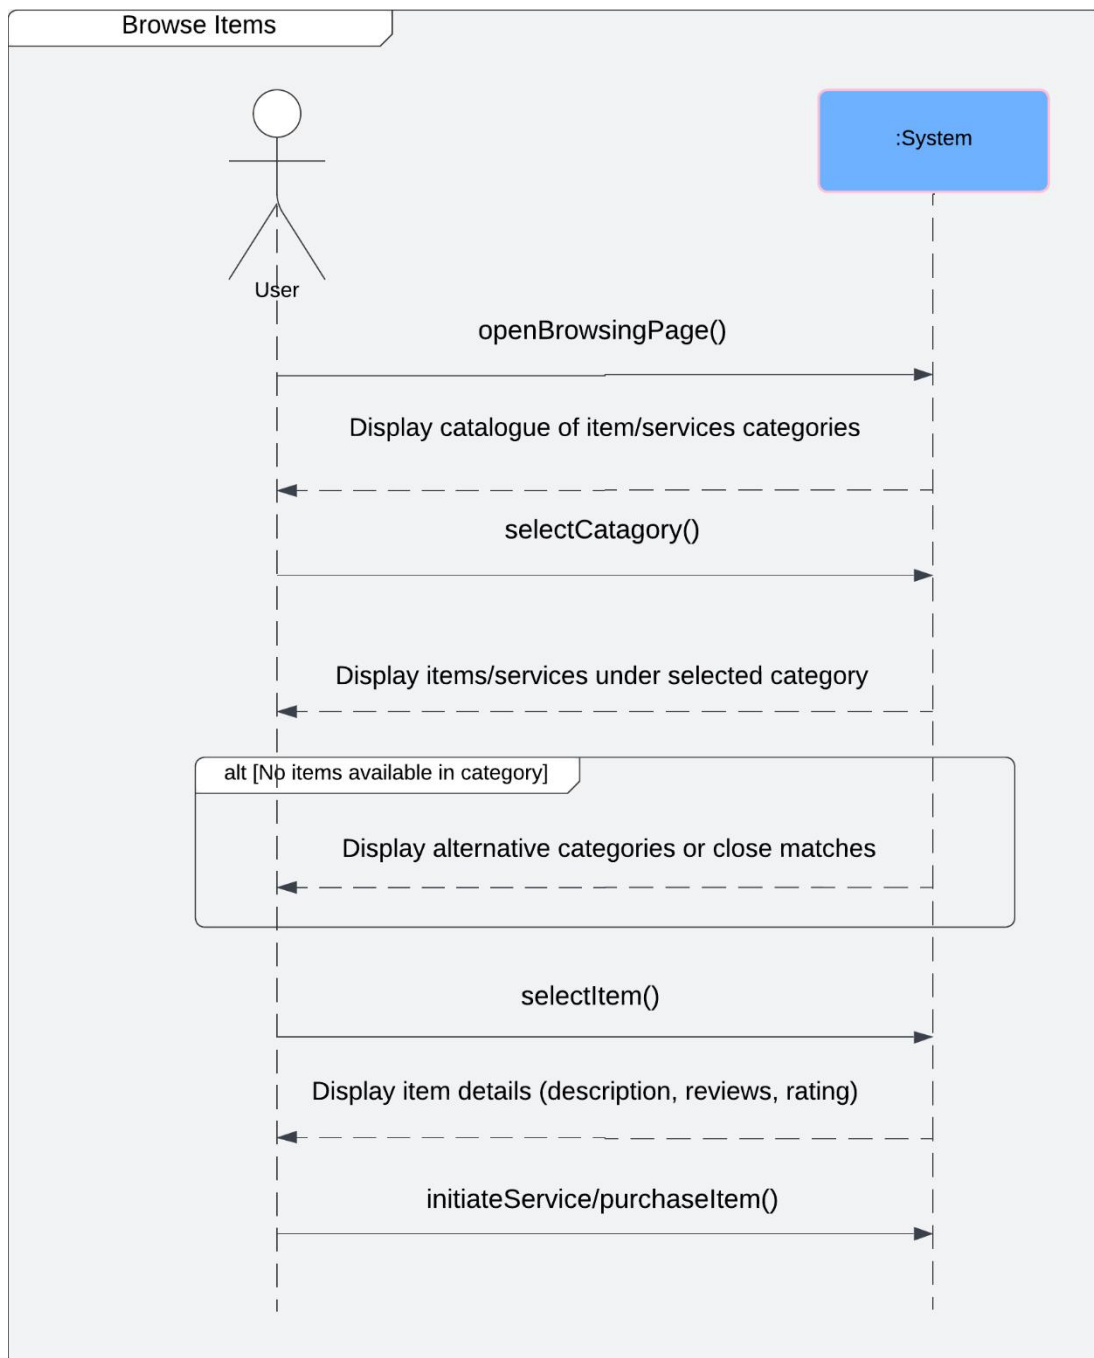 Browse Items
:System
User
openBrowsingPage()
Display catalogue of item/services categories
selectCatagory()
Display items/services under selected category
alt [No items available in category]
Display alternative categories or close matches
selectItem()
Display item details (description, reviews, rating)
initiateService/purchaseItem()